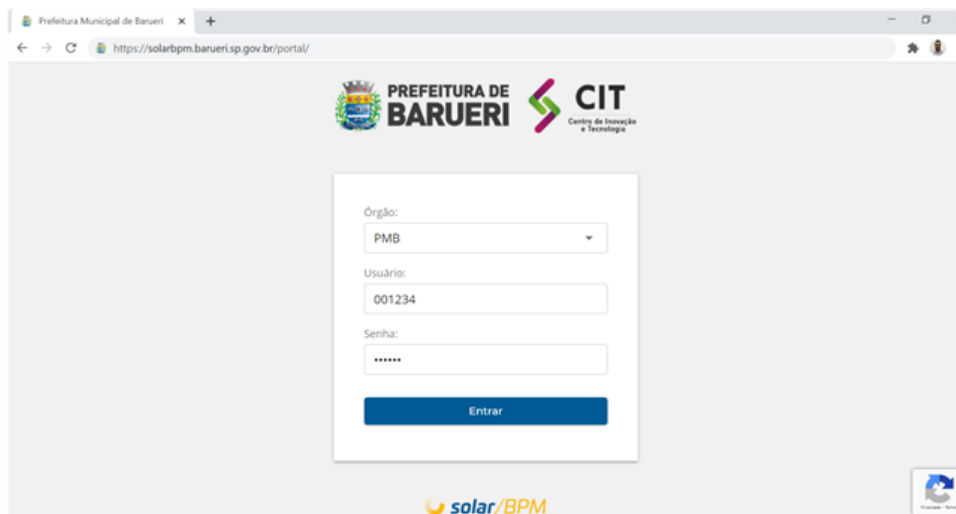 Prefeitura Municipal de Barueri
https://solarbpm.barueri.sp.gov.br/portal/
PREFEITURA DE
BARUERI
CIT
Centro de Inovação
e Tecnologia
Órgão:
PMB
Usuário:
001234
Senha:
••••••
Entrar
solar/BPM